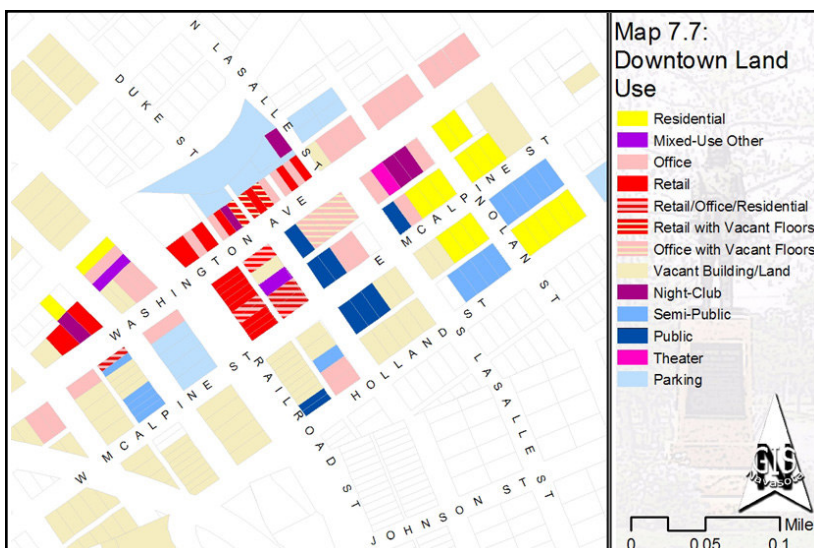 Map 7.7:
Downtown Land
Use
Residential
Mixed-Use Other
Office
Retail
Retail/Office/Residential
Retail with Vacant Floors
Office with Vacant Floors
Vacant Building/Land
Night-Club
Semi-Public
Public
Theater
Parking
GIS
Navasota
N
Mile
0 0.05 0.1
N LASALLE ST
DUKE ST
WASHINGTON AVE
E MCALPINE ST
NOLAN ST
W MCALPINE ST
RAILROAD ST
HOLLAND ST
S LASALLE ST
JOHNSON ST